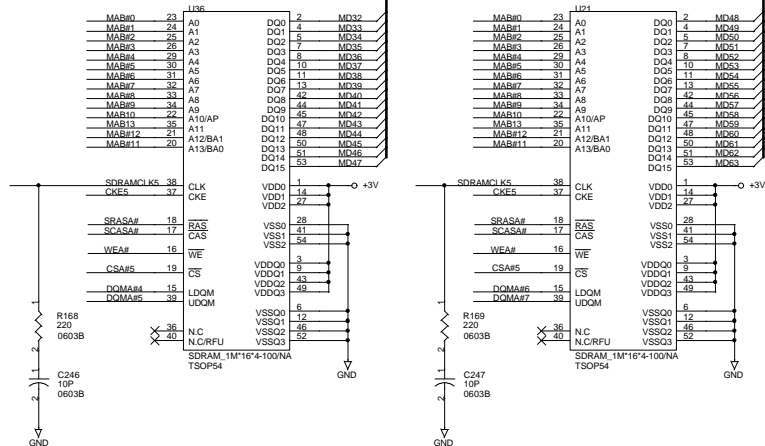 U36
MAB#0 23 A0 DQ0 2 MD32
MAB#1 24 A1 DQ1 4 MD33
MAB#2 25 A2 DQ2 5 MD34
MAB#3 26 A3 DQ3 7 MD35
MAB#4 29 A4 DQ4 8 MD36
MAB#5 30 A5 DQ5 10 MD37
MAB#6 31 A6 DQ6 11 MD38
MAB#7 32 A7 DQ7 13 MD39
MAB#8 33 A8 DQ8 42 MD40
MAB#9 34 A9 DQ9 44 MD41
MAB10 22 A10/AP DQ10 45 MD42
MAB13 35 A11 DQ11 47 MD43
MAB#12 21 A12/BA1 DQ12 48 MD44
MAB#11 20 A13/BA0 DQ13 50 MD45
DQ14 51 MD46
DQ15 53 MD47
SDRAMCLK5 38 CLK VDD0 1 +3V
CKE5 37 CKE VDD1 14
VDD2 27
SRASA# 18 RAS VSS0 28
SCASA# 17 CAS VSS1 41
VSS2 54
WEA# 16 WE
VDDQ0 3
CSA#5 19 CS VDDQ1 9
VDDQ2 43
DQMA#4 15 LDQM VDDQ3 49
DQMA#5 39 UDQM
VSSQ0 6
VSSQ1 12
36 N.C VSSQ2 46
40 N.C/RFU VSSQ3 52
SDRAM_1M*16*4-100/NA
TSOP54
GND
1
R168
220
0603B
2
1
C246
10P
0603B
2
GND
U21
MAB#0 23 A0 DQ0 2 MD48
MAB#1 24 A1 DQ1 4 MD49
MAB#2 25 A2 DQ2 5 MD50
MAB#3 26 A3 DQ3 7 MD51
MAB#4 29 A4 DQ4 8 MD52
MAB#5 30 A5 DQ5 10 MD53
MAB#6 31 A6 DQ6 11 MD54
MAB#7 32 A7 DQ7 13 MD55
MAB#8 33 A8 DQ8 42 MD56
MAB#9 34 A9 DQ9 44 MD57
MAB10 22 A10/AP DQ10 45 MD58
MAB13 35 A11 DQ11 47 MD59
MAB#12 21 A12/BA1 DQ12 48 MD60
MAB#11 20 A13/BA0 DQ13 50 MD61
DQ14 51 MD62
DQ15 53 MD63
SDRAMCLK5 38 CLK VDD0 1 +3V
CKE5 37 CKE VDD1 14
VDD2 27
SRASA# 18 RAS VSS0 28
SCASA# 17 CAS VSS1 41
VSS2 54
WEA# 16 WE
VDDQ0 3
CSA#5 19 CS VDDQ1 9
VDDQ2 43
DQMA#6 15 LDQM VDDQ3 49
DQMA#7 39 UDQM
VSSQ0 6
VSSQ1 12
36 N.C VSSQ2 46
40 N.C/RFU VSSQ3 52
SDRAM_1M*16*4-100/NA
TSOP54
GND
1
R169
220
0603B
2
1
C247
10P
0603B
2
GND